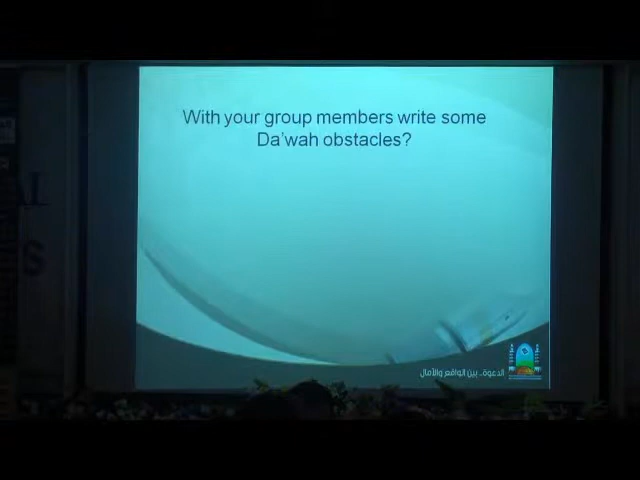 With your group members write some
Da'wah obstacles?
الدعوة.. بين الواقع والآمال